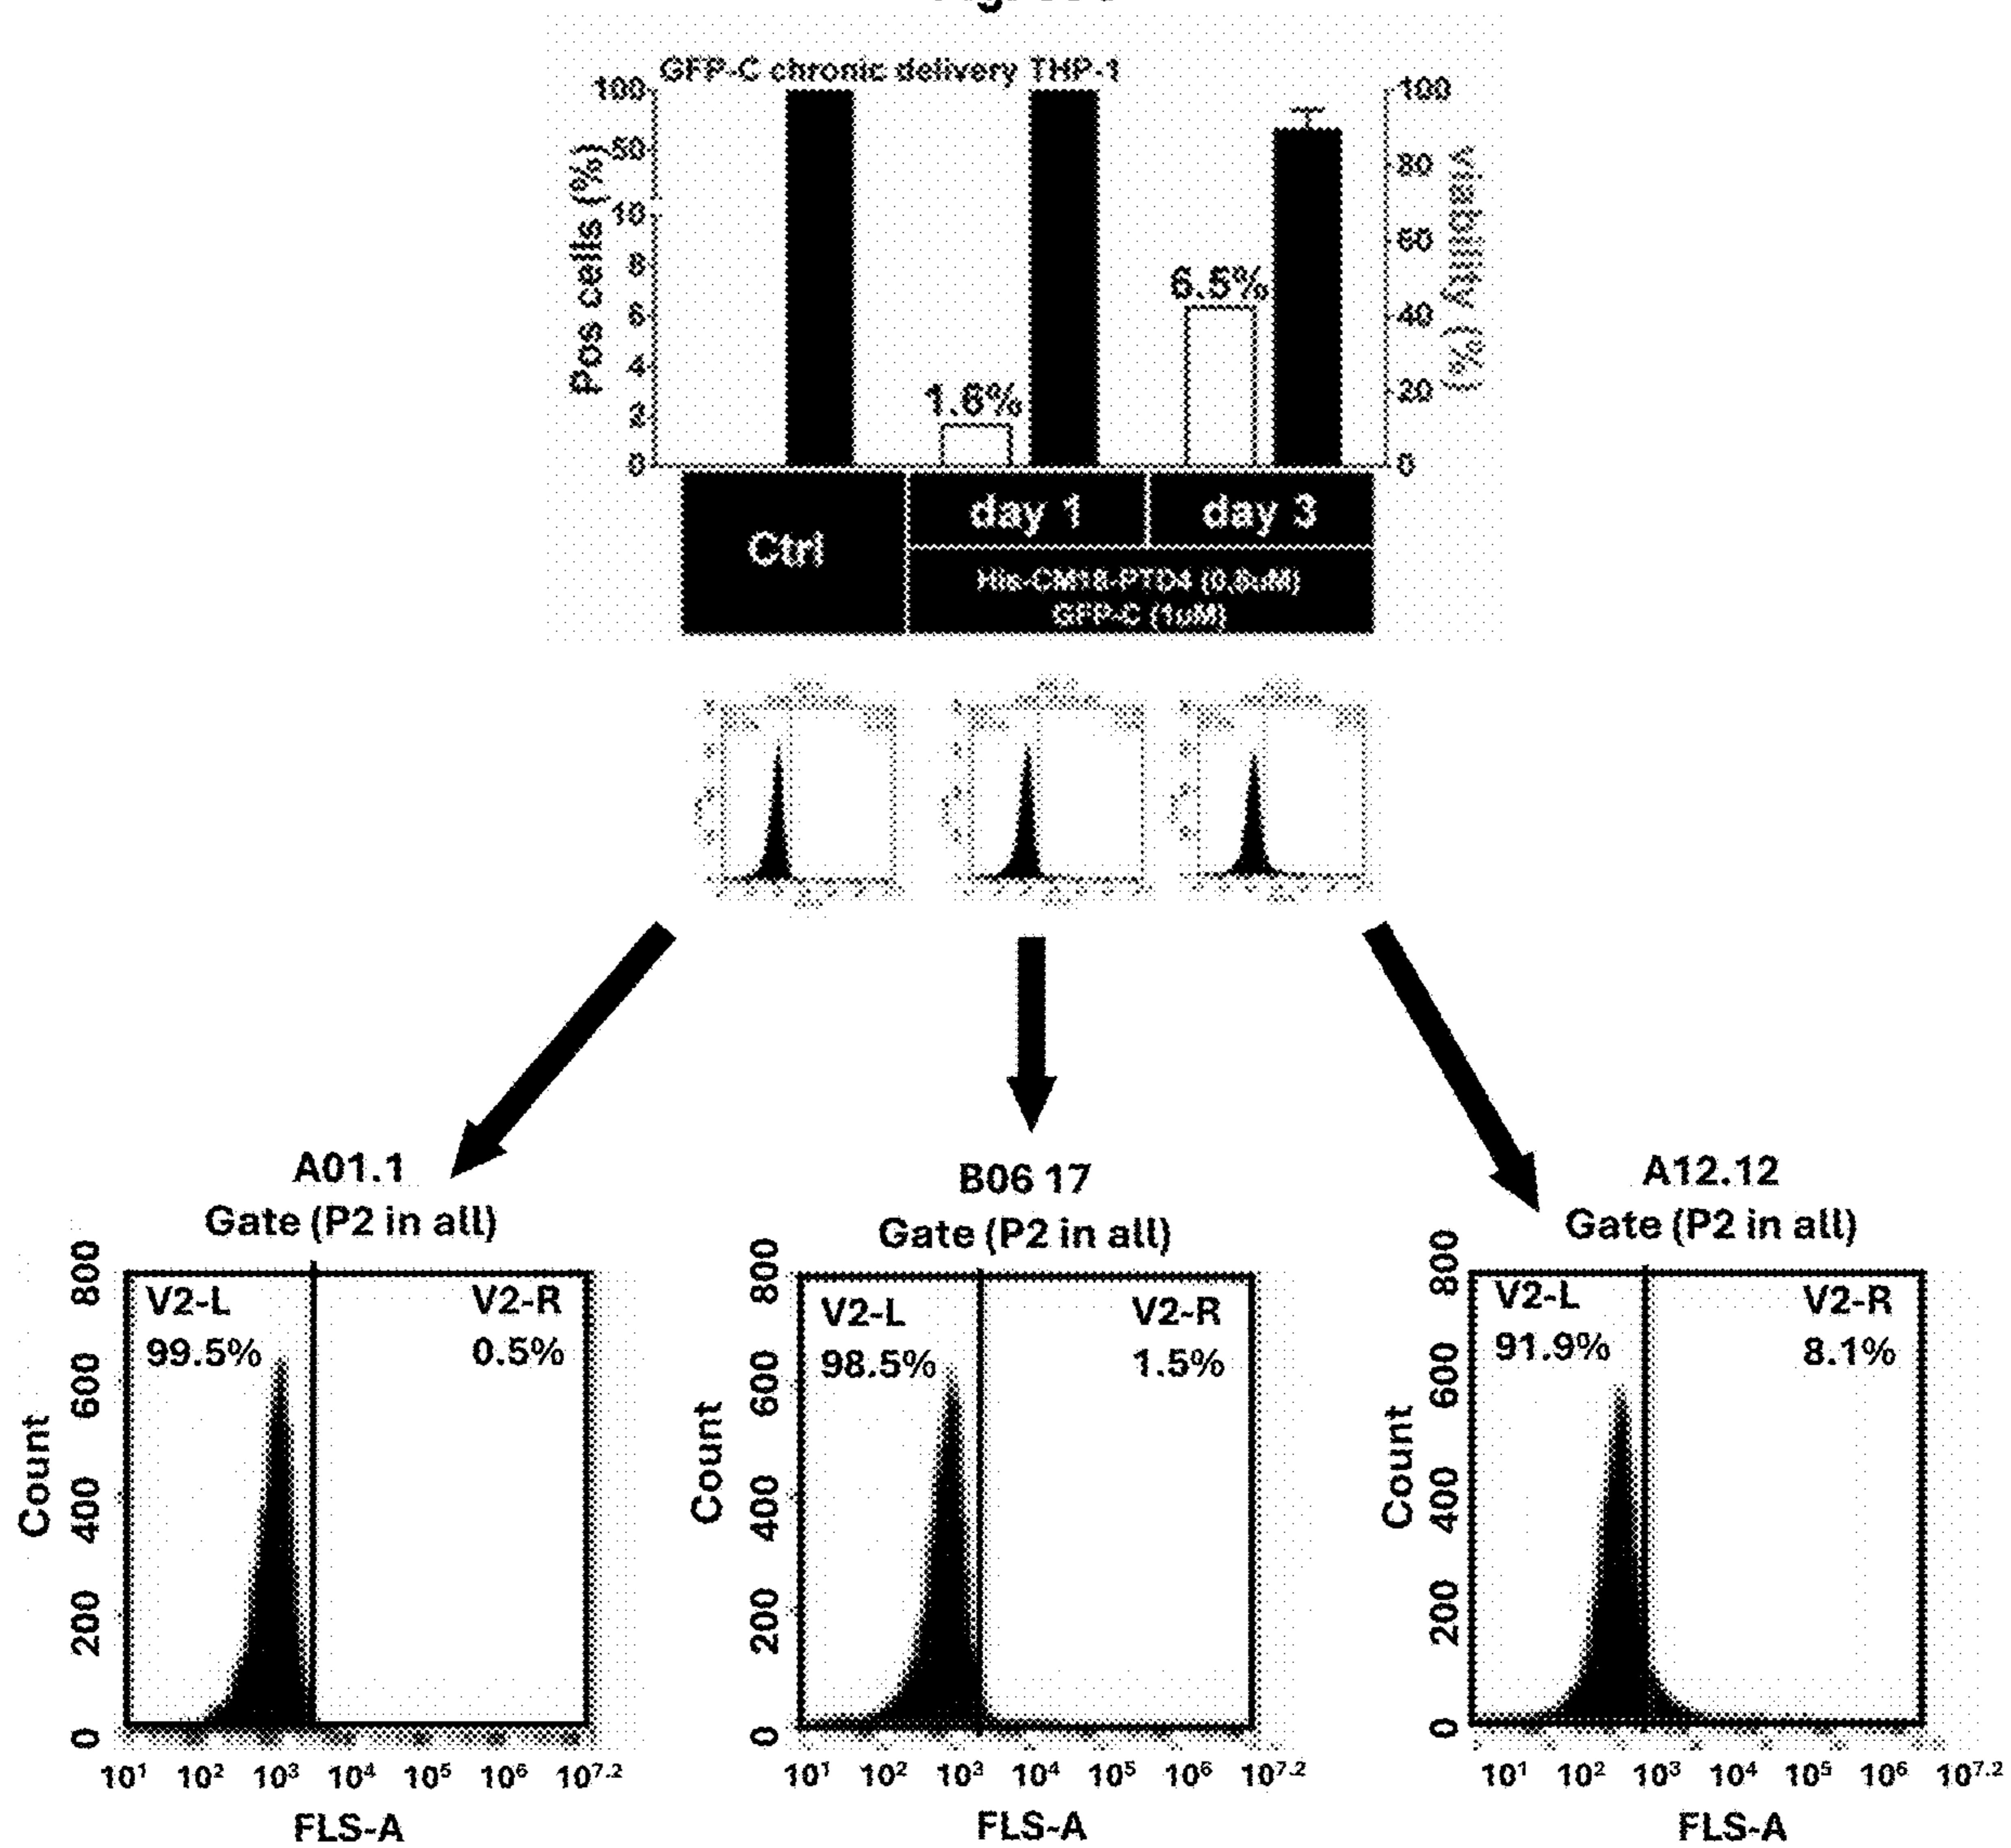 GFP-C chronic delivery THP-1
100
50
10
8
6
4
2
0
Pos cells (%)
1.6%
6.5%
100
80
60
40
20
0
viability (%)
Ctrl
day 1
day 3
His-CM18-PTD4 (0.8uM)
GFP-C (1uM)
A01.1
Gate (P2 in all)
V2-L
V2-R
99.5%
0.5%
800
600
400
200
0
Count
10¹ 10² 10³ 10⁴ 10⁵ 10⁶ 10⁷·²
FLS-A
B06 17
Gate (P2 in all)
V2-L
V2-R
98.5%
1.5%
800
600
400
200
0
Count
10¹ 10² 10³ 10⁴ 10⁵ 10⁶ 10⁷·²
FLS-A
A12.12
Gate (P2 in all)
V2-L
V2-R
91.9%
8.1%
800
600
400
200
0
Count
10¹ 10² 10³ 10⁴ 10⁵ 10⁶ 10⁷·²
FLS-A